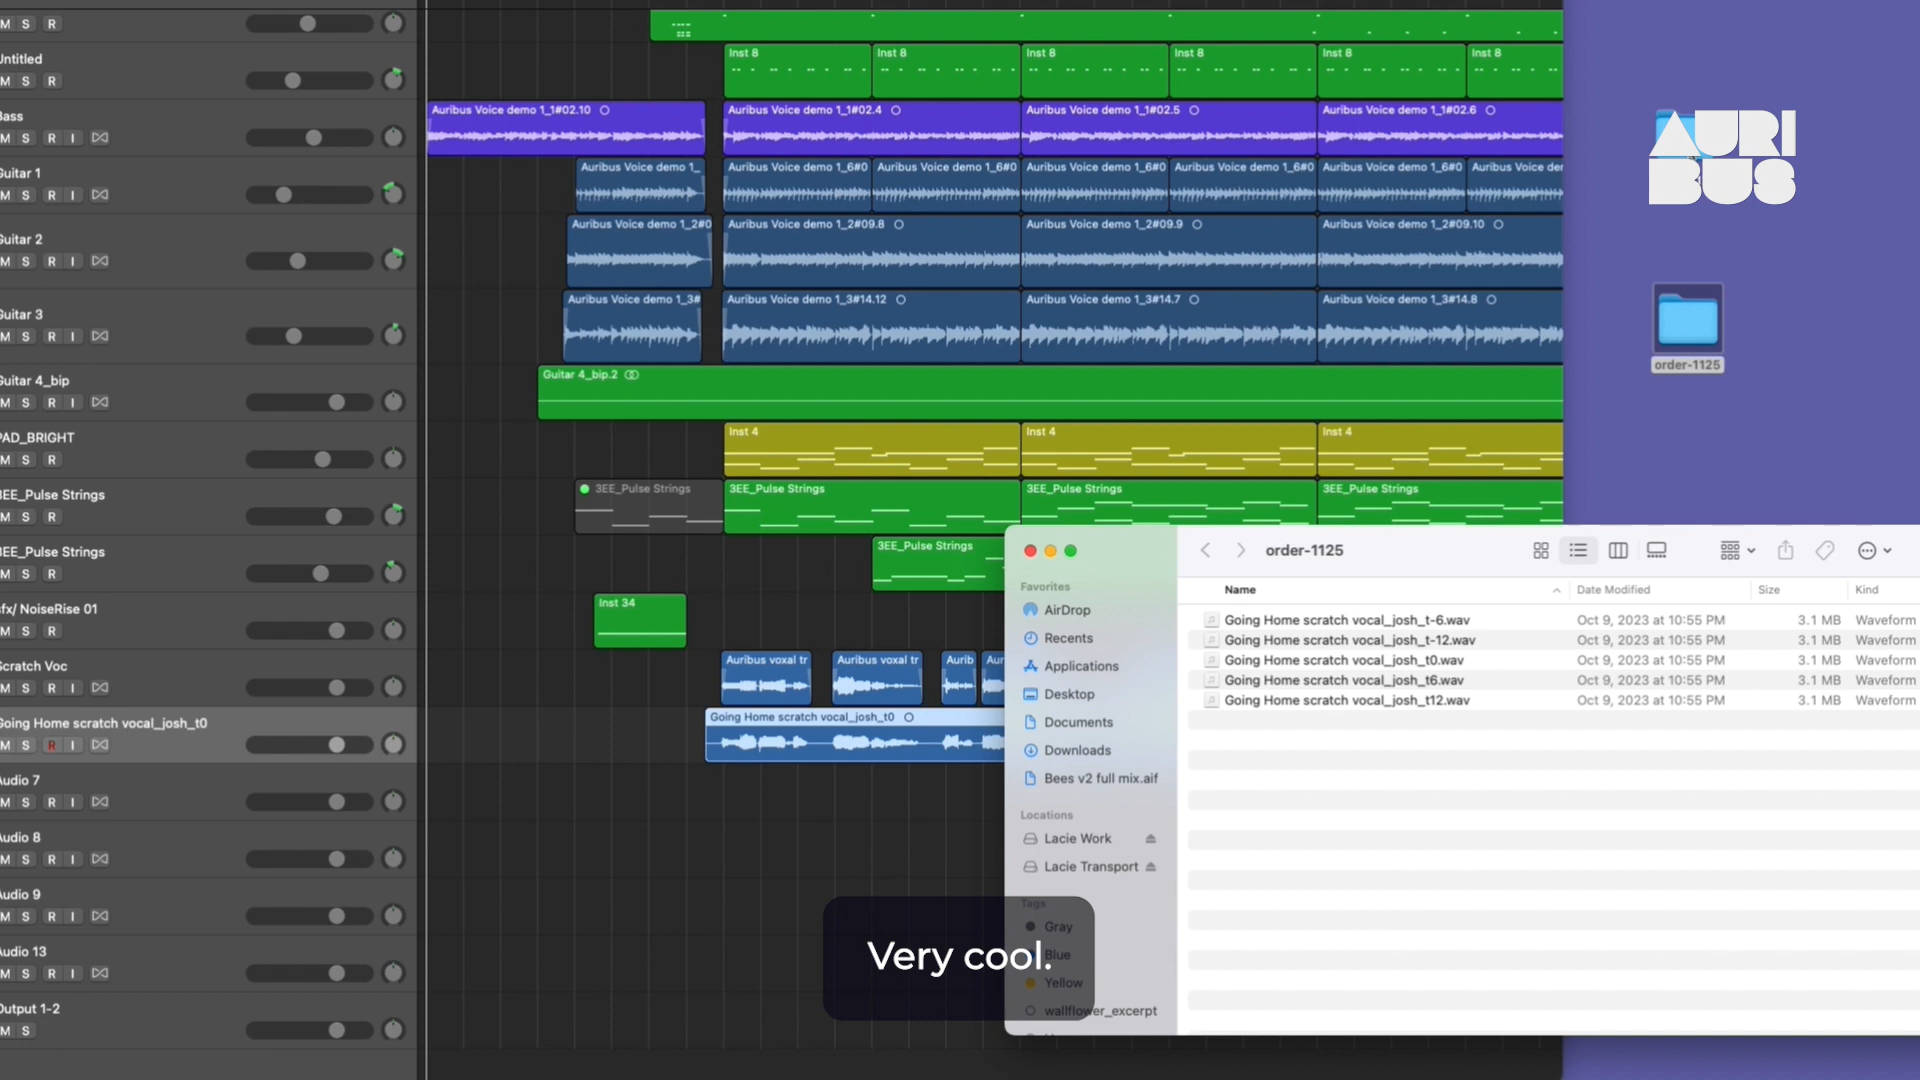 M S R
Untitled
M S R
Bass
M S R I
Guitar 1
M S R I
Guitar 2
M S R I
Guitar 3
M S R I
Guitar 4_bip
M S R I
PAD_BRIGHT
M S R
3EE_Pulse Strings
M S R
3EE_Pulse Strings
M S R
sfx/ NoiseRise 01
M S R
Scratch Voc
M S R I
Going Home scratch vocal_josh_t0
M S R I
Audio 7
M S R I
Audio 8
M S R I
Audio 9
M S R I
Audio 13
M S R I
Output 1-2
M S
Inst 8 Inst 8 Inst 8 Inst 8 Inst 8 Inst 8
Auribus Voice demo 1_1#02.10 Auribus Voice demo 1_1#02.4 Auribus Voice demo 1_1#02.5 Auribus Voice demo 1_1#02.6
Auribus Voice demo 1_ Auribus Voice demo 1_6#0 Auribus Voice demo 1_6#0 Auribus Voice demo 1_6#0 Auribus Voice demo 1_6#0 Auribus Voice demo 1_6#0 Auribus Voice der
Auribus Voice demo 1_2#0 Auribus Voice demo 1_2#09.8 Auribus Voice demo 1_2#09.9 Auribus Voice demo 1_2#09.10
Auribus Voice demo 1_3# Auribus Voice demo 1_3#14.12 Auribus Voice demo 1_3#14.7 Auribus Voice demo 1_3#14.8
Guitar 4_bip.2
Inst 4 Inst 4 Inst 4
3EE_Pulse Strings 3EE_Pulse Strings 3EE_Pulse Strings 3EE_Pulse Strings
3EE_Pulse Strings
Inst 34
Auribus voxal tr Auribus voxal tr Aurib Aur
Going Home scratch vocal_josh_t0
AURI
BUS
order-1125
order-1125
Favorites
AirDrop
Recents
Applications
Desktop
Documents
Downloads
Bees v2 full mix.aif
Locations
Lacie Work
Lacie Transport
Tags
Gray
Blue
Yellow
wallflower_excerpt
Name Date Modified Size Kind
Going Home scratch vocal_josh_t-6.wav Oct 9, 2023 at 10:55 PM 3.1 MB Waveform
Going Home scratch vocal_josh_t-12.wav Oct 9, 2023 at 10:55 PM 3.1 MB Waveform
Going Home scratch vocal_josh_t0.wav Oct 9, 2023 at 10:55 PM 3.1 MB Waveform
Going Home scratch vocal_josh_t6.wav Oct 9, 2023 at 10:55 PM 3.1 MB Waveform
Going Home scratch vocal_josh_t12.wav Oct 9, 2023 at 10:55 PM 3.1 MB Waveform
Very cool.